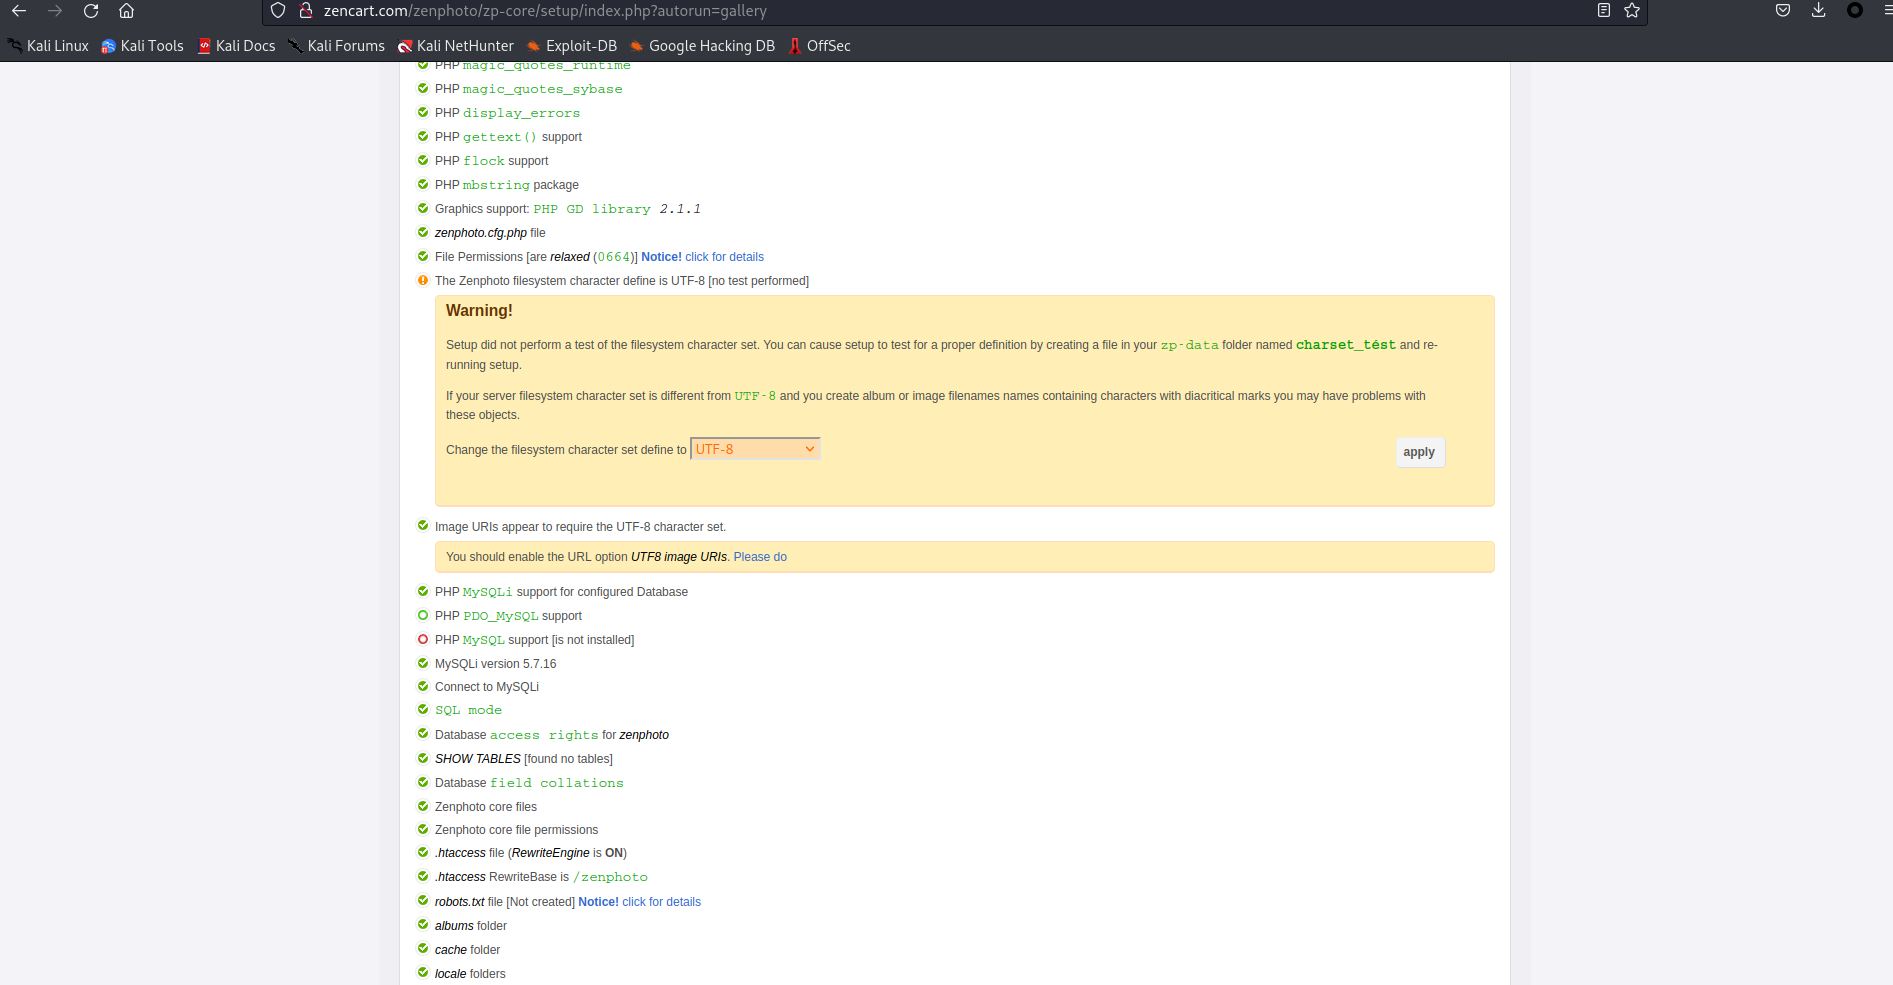 zencart.com/zenphoto/zp-core/setup/index.php?autorun=gallery
Kali Linux Kali Tools Kali Docs Kali Forums Kali NetHunter Exploit-DB Google Hacking DB OffSec
PHP magic_quotes_runtime
PHP magic_quotes_sybase
PHP display_errors
PHP gettext() support
PHP flock support
PHP mbstring package
Graphics support: PHP GD library 2.1.1
zenphoto.cfg.php file
File Permissions [are relaxed (0664)] Notice! click for details
The Zenphoto filesystem character define is UTF-8 [no test performed]
Warning!
Setup did not perform a test of the filesystem character set. You can cause setup to test for a proper definition by creating a file in your zp-data folder named charset_tést and re-
running setup.
If your server filesystem character set is different from UTF-8 and you create album or image filenames names containing characters with diacritical marks you may have problems with
these objects.
Change the filesystem character set define to UTF-8 apply
Image URIs appear to require the UTF-8 character set.
You should enable the URL option UTF8 image URIs. Please do
PHP MySQLi support for configured Database
PHP PDO_MySQL support
PHP MySQL support [is not installed]
MySQLi version 5.7.16
Connect to MySQLi
SQL mode
Database access rights for zenphoto
SHOW TABLES [found no tables]
Database field collations
Zenphoto core files
Zenphoto core file permissions
.htaccess file (RewriteEngine is ON)
.htaccess RewriteBase is /zenphoto
robots.txt file [Not created] Notice! click for details
albums folder
cache folder
locale folders